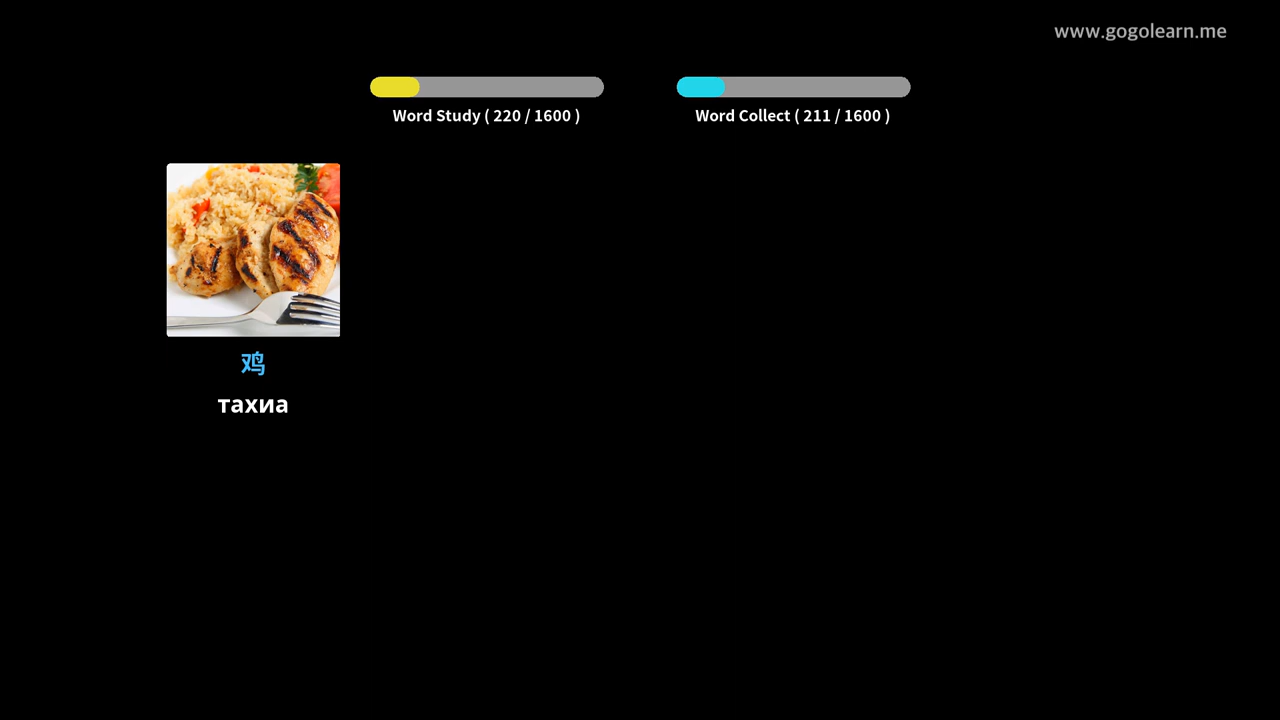 www.gogolearn.me
Word Study ( 220 / 1600 )
Word Collect ( 211 / 1600 )
鸡
тахиа